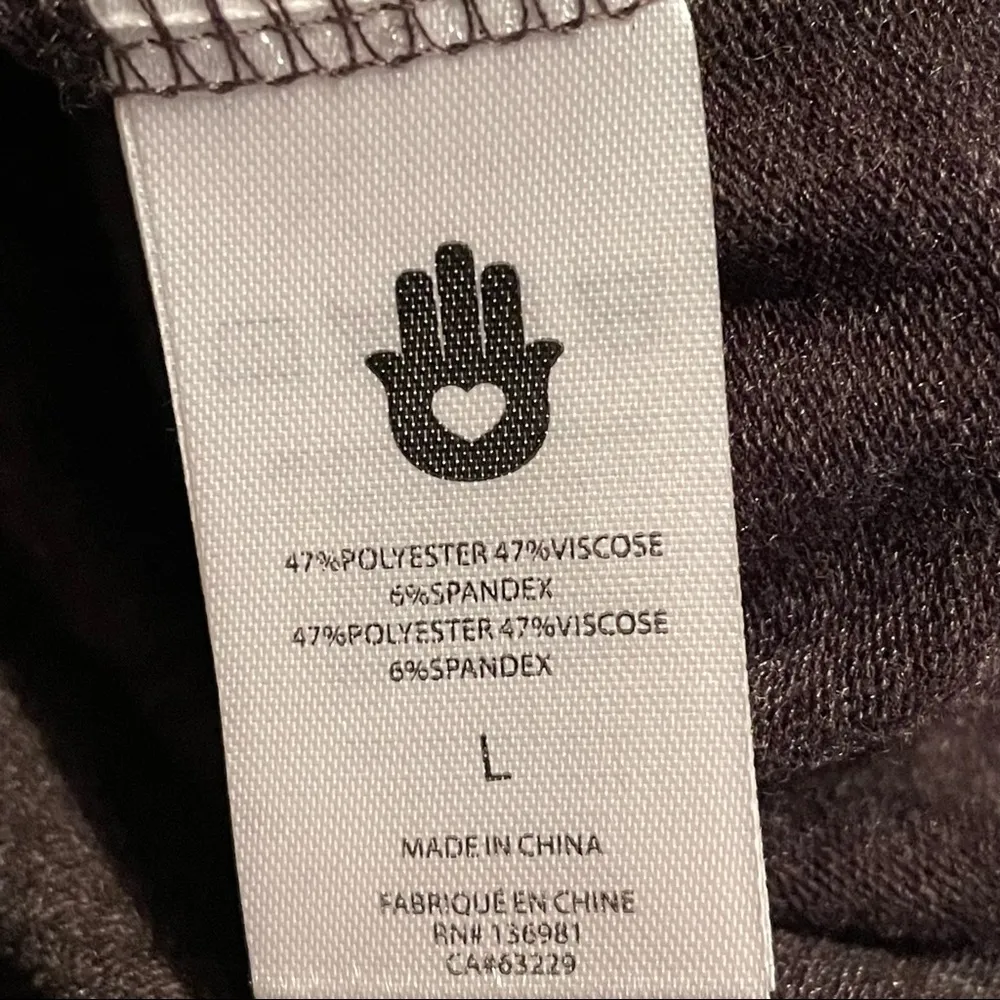 47%POLYESTER 47%VISCOSE
6%SPANDEX
47%POLYESTER 47%VISCOSE
6%SPANDEX
L
MADE IN CHINA
FABRIQUÉ EN CHINE
RN# 136981
CA#63229